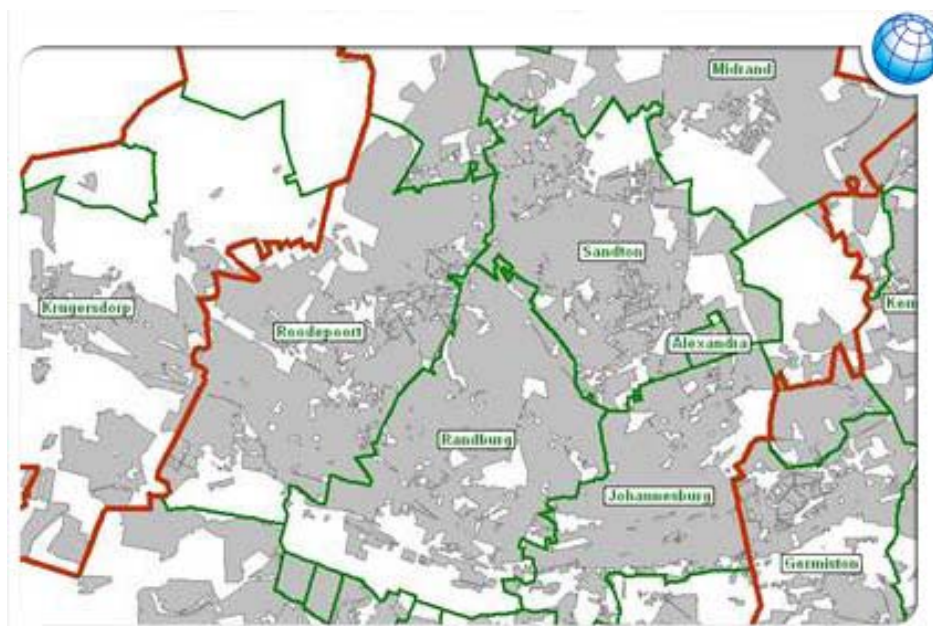 Midrand
Sandton
Krugersdorp
Roodepoort
Alexandra
Randburg
Johannesburg
Germiston